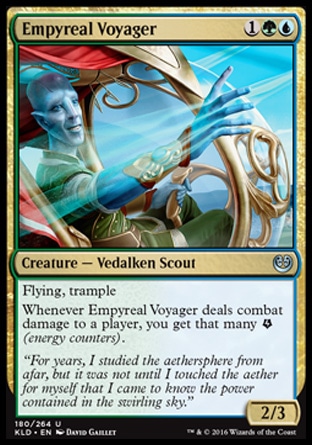 Empyreal Voyager 1
Creature — Vedalken Scout
Flying, trample
Whenever Empyreal Voyager deals combat
damage to a player, you get that many
(energy counters).
“For years, I studied the aethersphere from
afar, but it was not until I touched the aether
for myself that I came to know the power
contained in the swirling sky.”
2/3
180/264 U
KLD • EN DAVID GAILLET
™ & © 2016 Wizards of the Coast